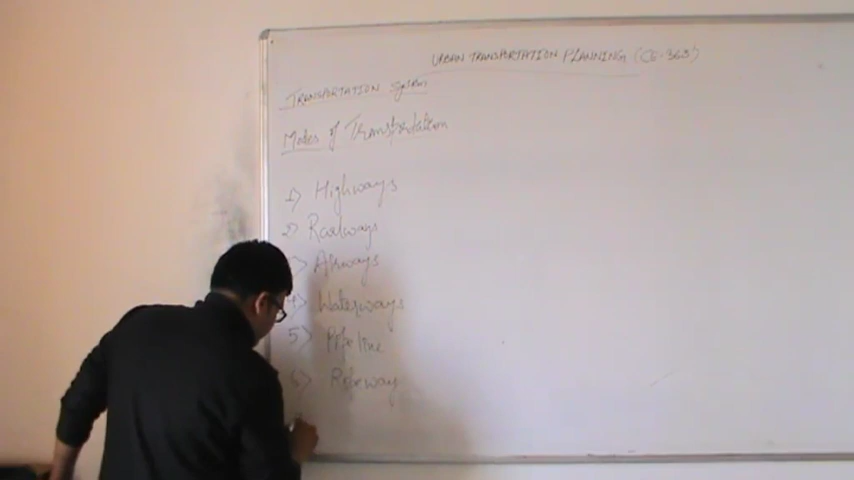 URBAN TRANSPORTATION PLANNING (CE-363)
TRANSPORTATION System
Modes of Transportation
1) Highways
2) Railways
) Airways
4) Waterways
5) Pipeline
6) Ropeway